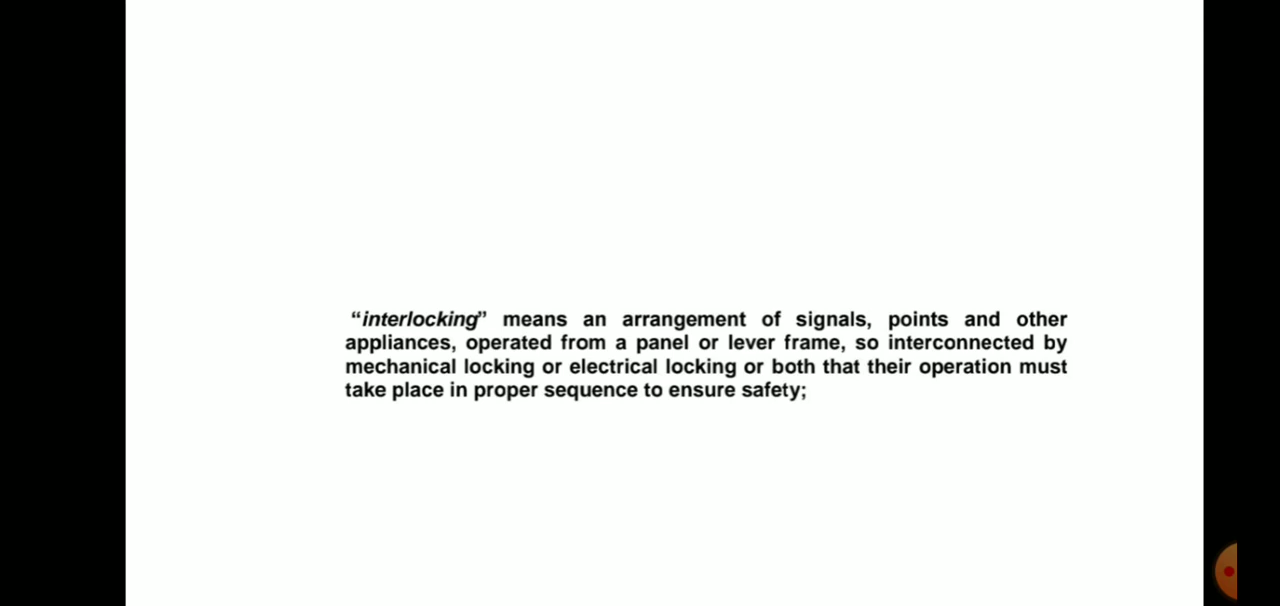 “interlocking” means an arrangement of signals, points and other
appliances, operated from a panel or lever frame, so interconnected by
mechanical locking or electrical locking or both that their operation must
take place in proper sequence to ensure safety;